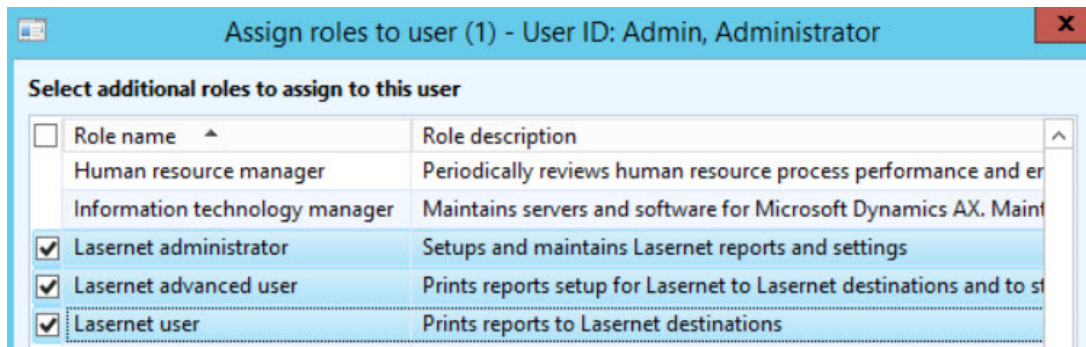 Assign roles to user (1) - User ID: Admin, Administrator
x
Select additional roles to assign to this user
Role name Role description
Human resource manager Periodically reviews human resource process performance and er
Information technology manager Maintains servers and software for Microsoft Dynamics AX. Maint
Lasernet administrator Setups and maintains Lasernet reports and settings
Lasernet advanced user Prints reports setup for Lasernet to Lasernet destinations and to st
Lasernet user Prints reports to Lasernet destinations